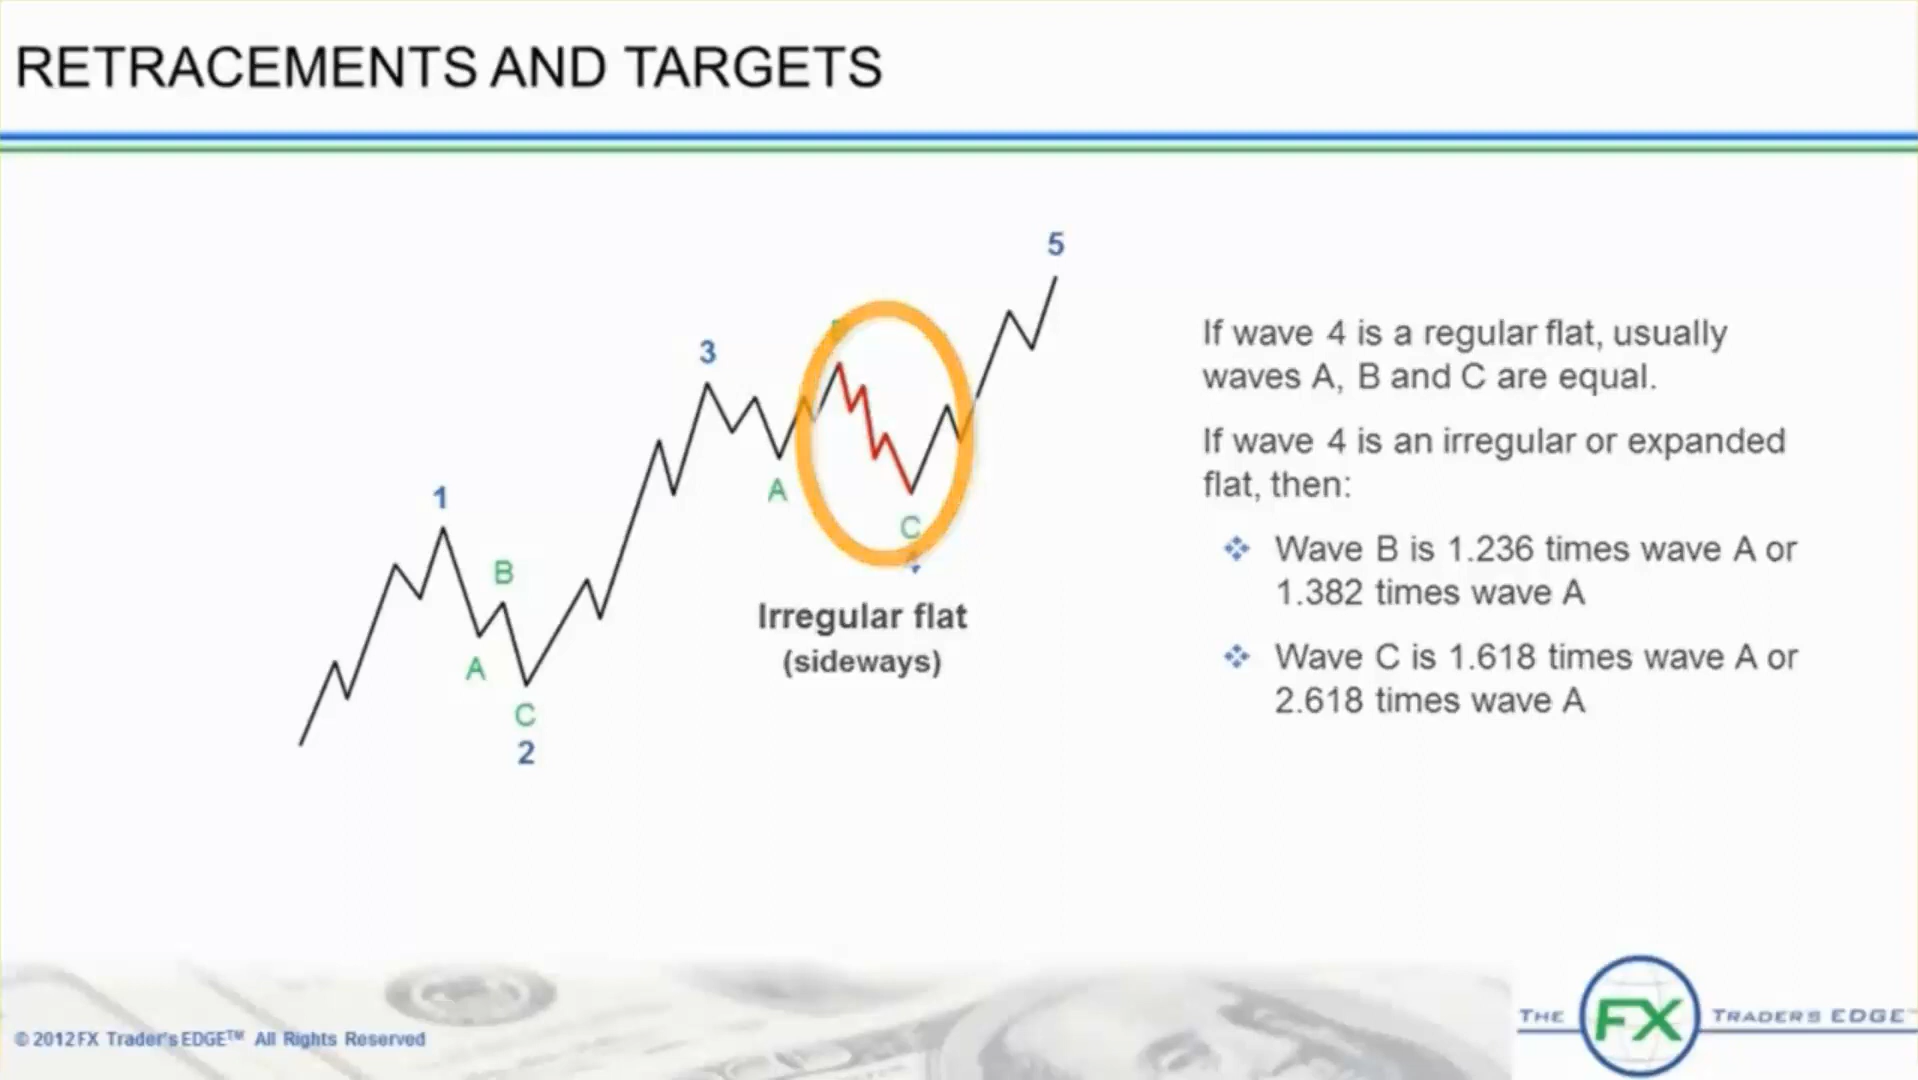 RETRACEMENTS AND TARGETS
5
3
1
A
B
A
C
2
C
Irregular flat
(sideways)
If wave 4 is a regular flat, usually
waves A, B and C are equal.
If wave 4 is an irregular or expanded
flat, then:
Wave B is 1.236 times wave A or
1.382 times wave A
Wave C is 1.618 times wave A or
2.618 times wave A
© 2012 FX Trader's EDGE™ All Rights Reserved
THE FX TRADER'S EDGE